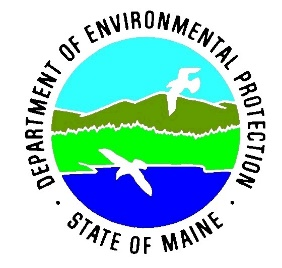 DEPARTMENT OF ENVIRONMENTAL PROTECTION
· STATE OF MAINE ·